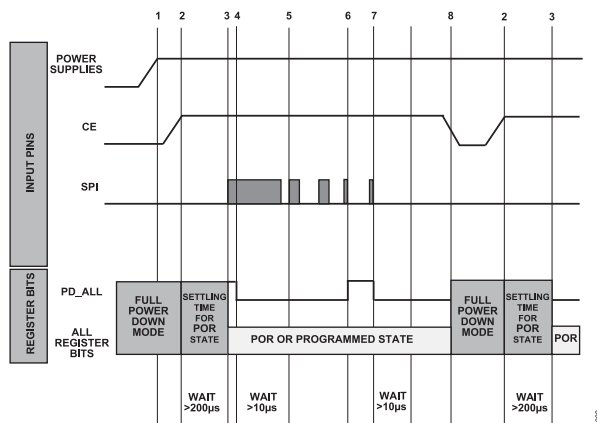 1 2 3 4 5 6 7 8 2 3
POWER
SUPPLIES
CE
SPI
INPUT PINS
PD_ALL
ALL
REGISTER
BITS
REGISTER BITS
FULL
POWER
DOWN
MODE
SETTLING
TIME
FOR
POR
STATE
POR OR PROGRAMMED STATE
FULL
POWER
DOWN
MODE
SETTLING
TIME
FOR
POR
STATE
POR
WAIT
>200µs
WAIT
>10µs
WAIT
>10µs
WAIT
>200µs